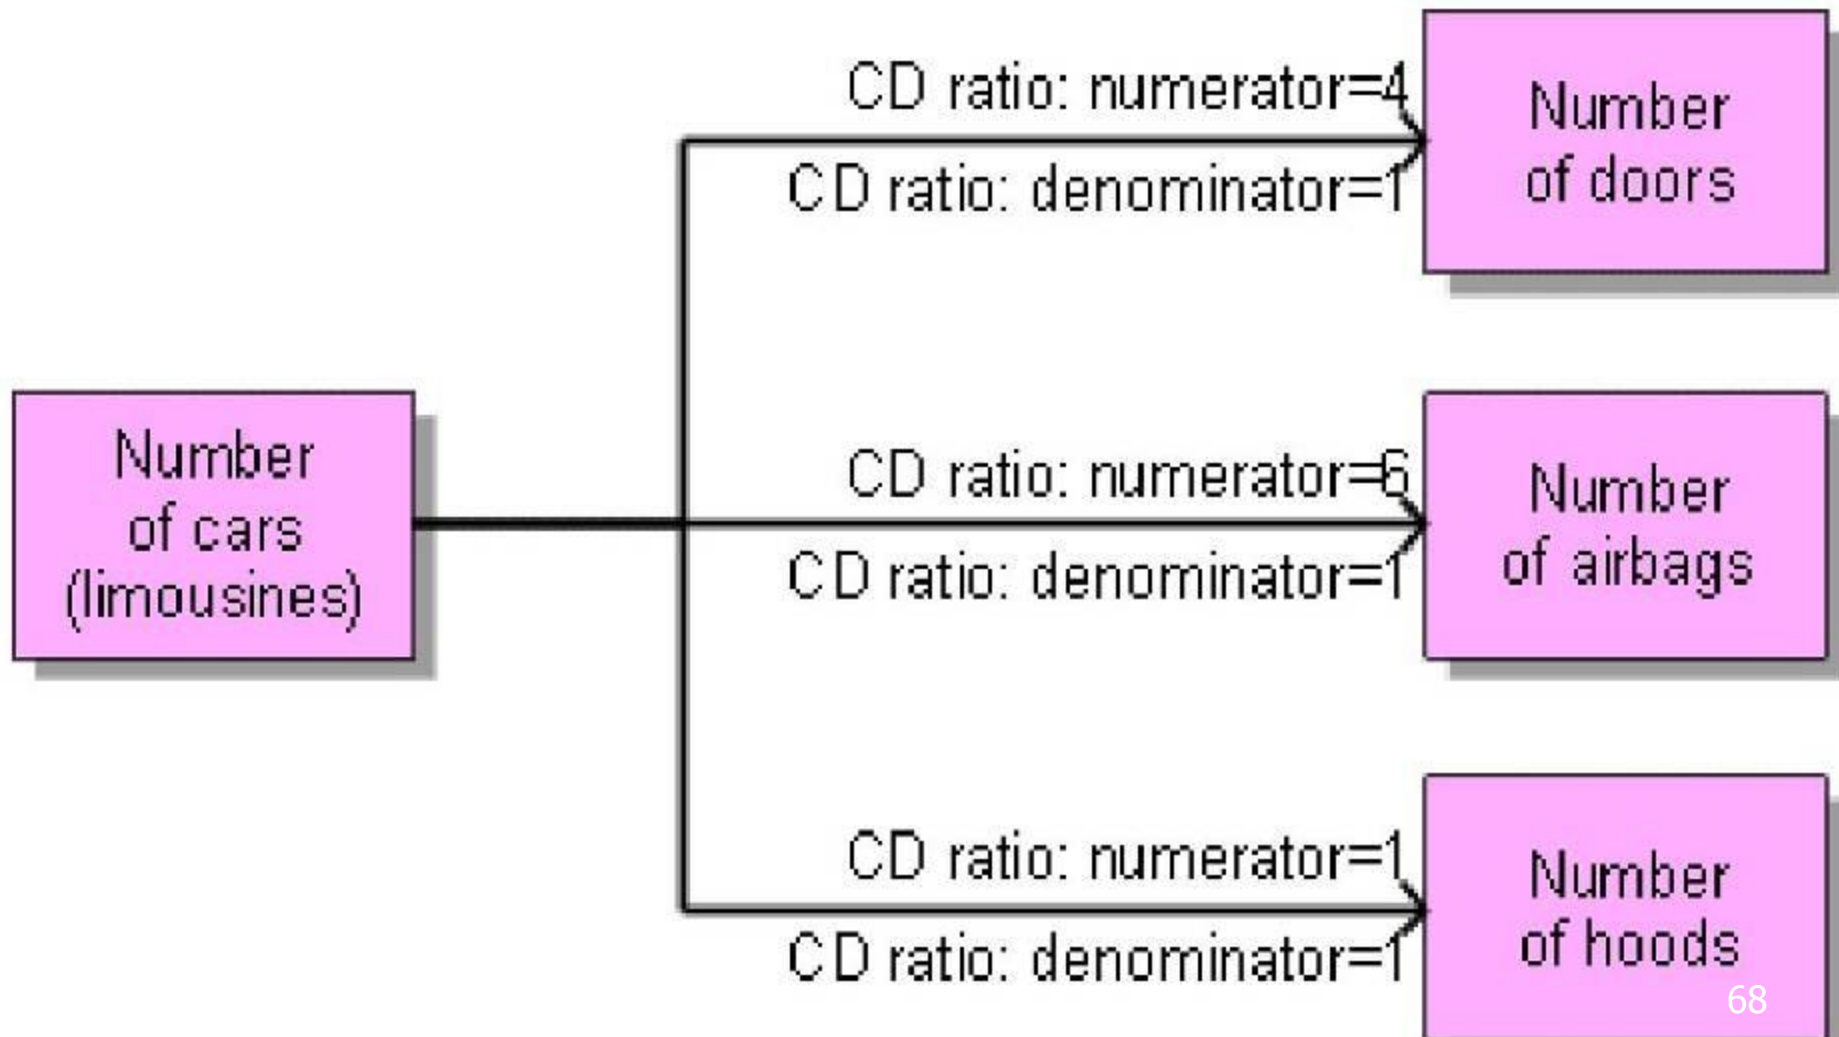 CD ratio: numerator=4
CD ratio: denominator=1
Number
of doors
Number
of cars
(limousines)
CD ratio: numerator=6
CD ratio: denominator=1
Number
of airbags
CD ratio: numerator=1
CD ratio: denominator=1
Number
of hoods
68